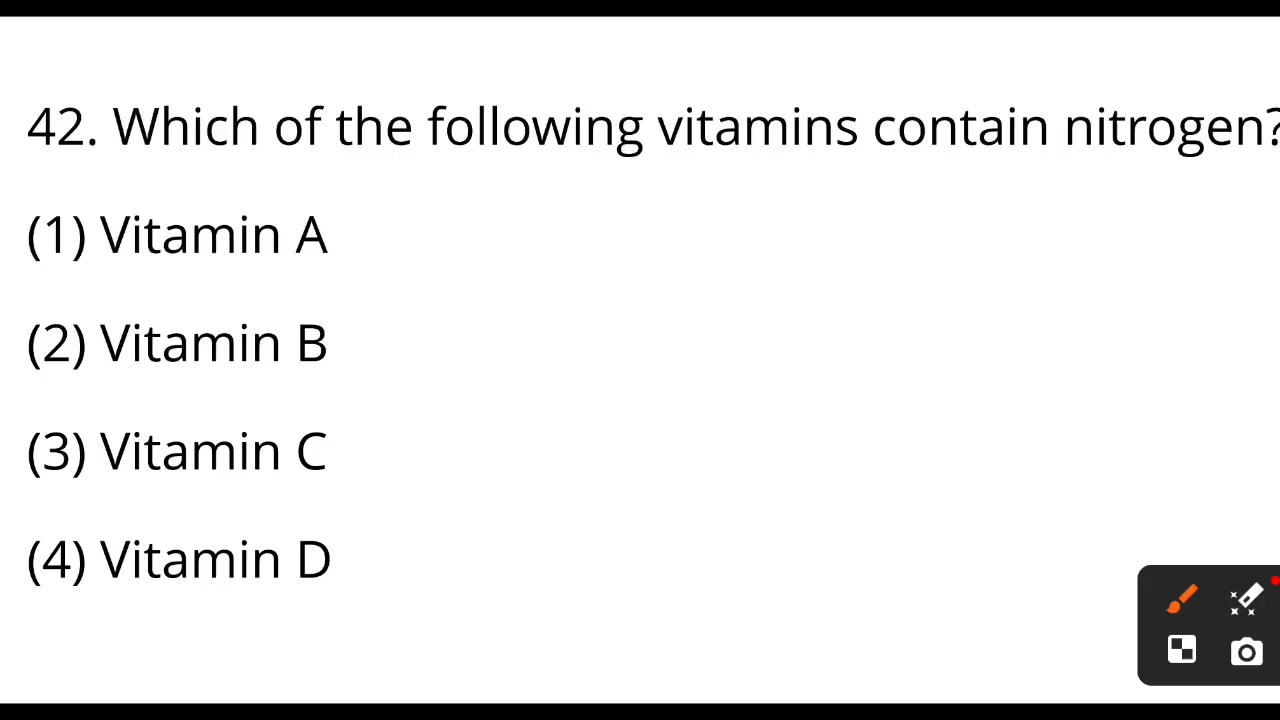 42. Which of the following vitamins contain nitrogen?
(1) Vitamin A
(2) Vitamin B
(3) Vitamin C
(4) Vitamin D